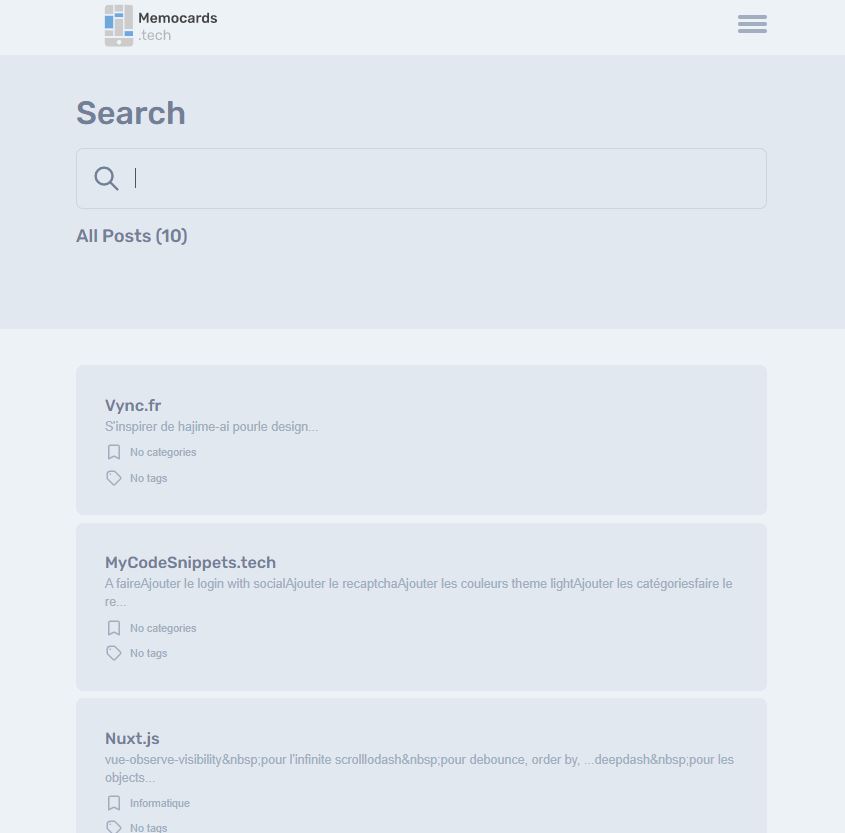 Memocards
.tech
Search
All Posts (10)
Vync.fr
S'inspirer de hajime-ai pourle design...
No categories
No tags
MyCodeSnippets.tech
A faireAjouter le login with socialAjouter le recaptchaAjouter les couleurs theme lightAjouter les catégoriesfaire le
re...
No categories
No tags
Nuxt.js
vue-observe-visibility&nbsp;pour l'infinite scrolllodash&nbsp;pour debounce, order by, ...deepdash&nbsp;pour les
objects...
Informatique
No tags